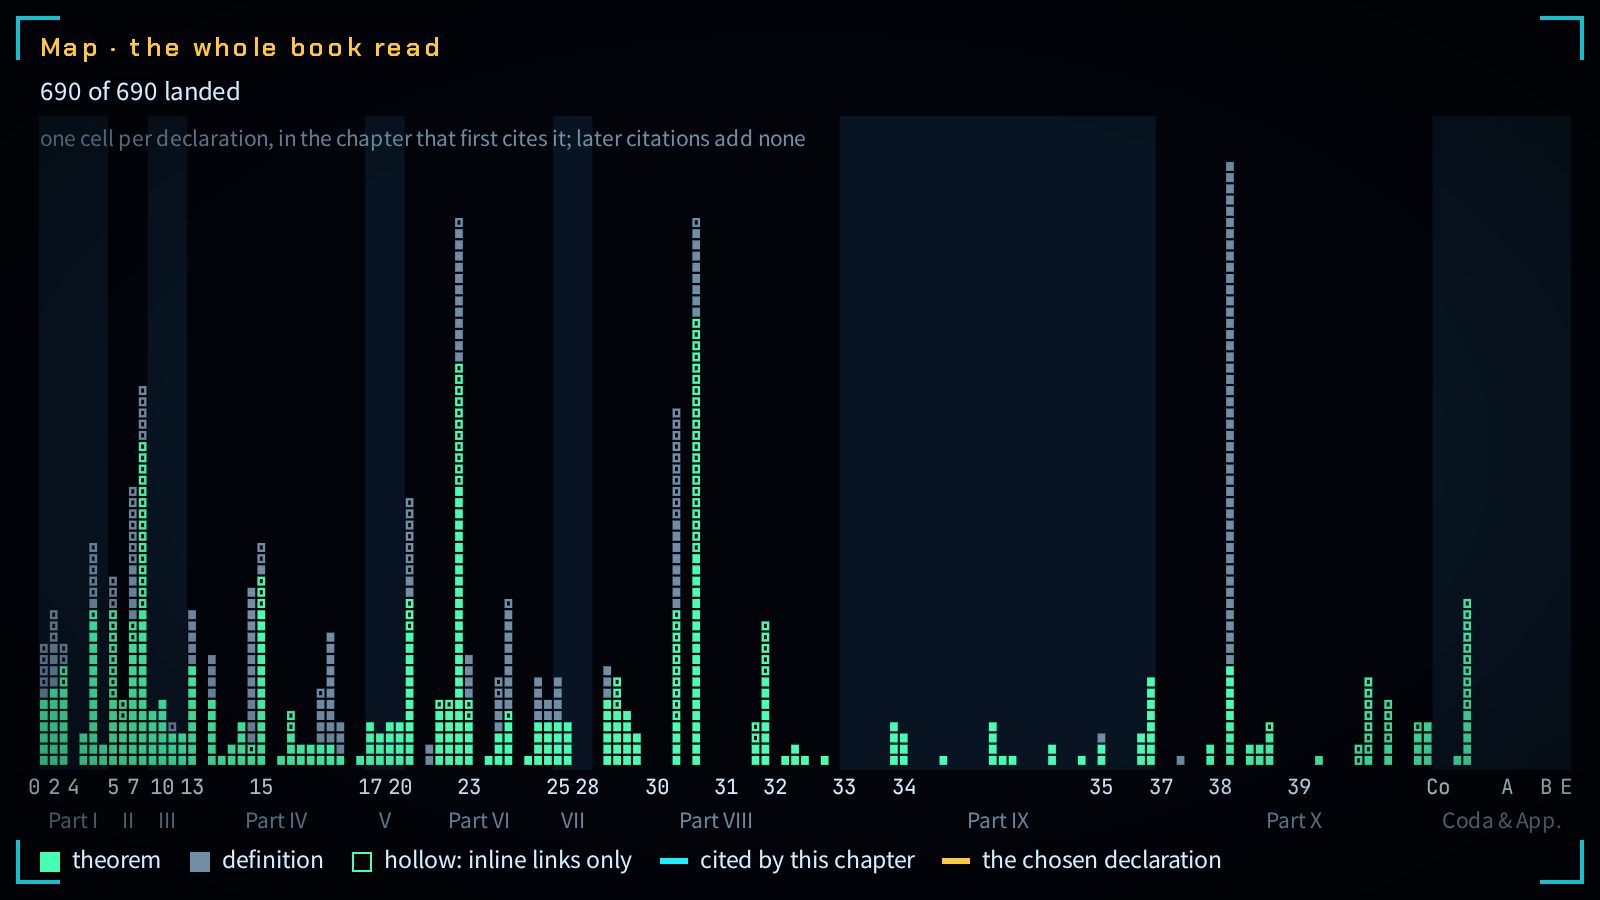 Map · the whole book read
690 of 690 landed
one cell per declaration, in the chapter that first cites it; later citations add none
0 2 4 5 7 10 13 15 17 20 23 25 28 30 31 32 33 34 35 37 38 39 Co A B E
Part I II III Part IV V Part VI VII Part VIII Part IX Part X Coda & App.
theorem definition hollow: inline links only cited by this chapter the chosen declaration